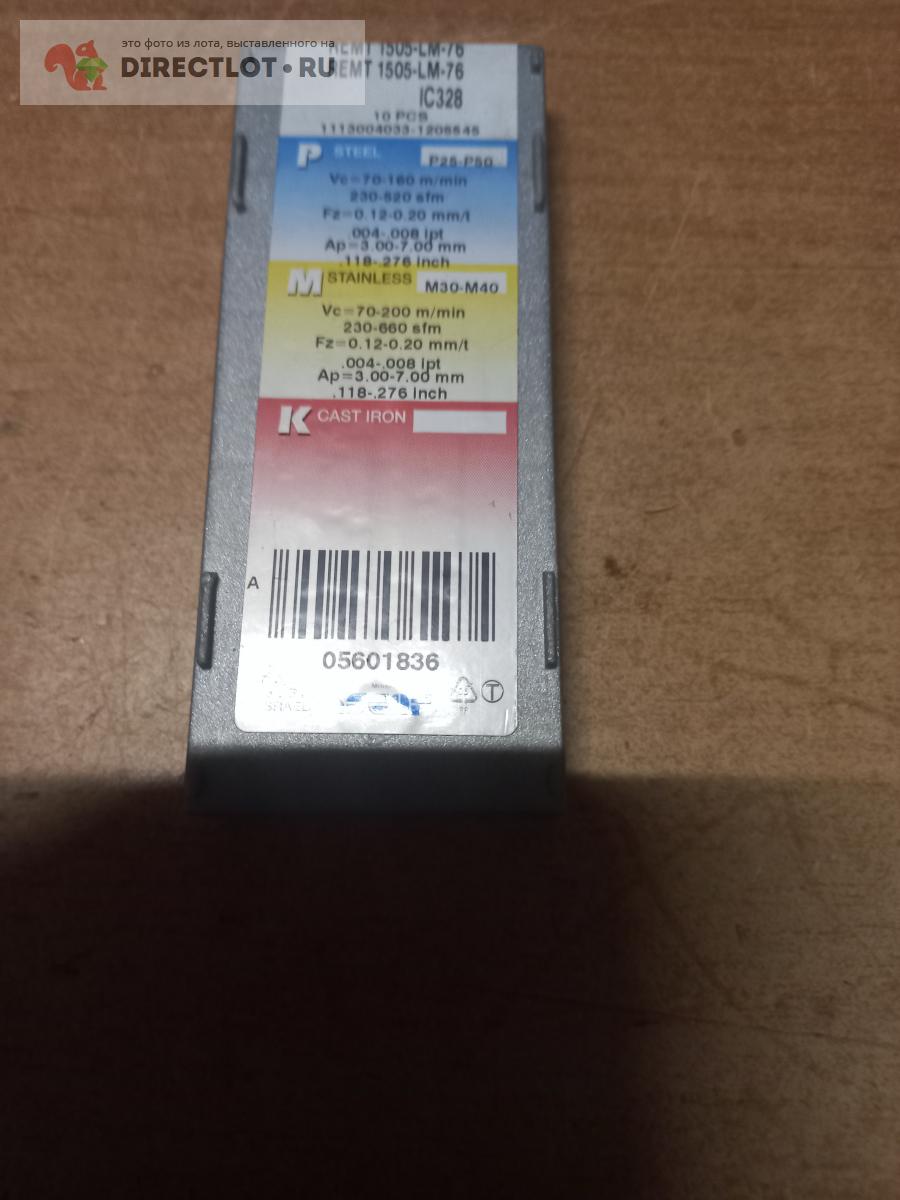 это фото из лота, выставленного на
DIRECTLOT.RU
REMT 1505-LM-76
REMT 1505-LM-76
IC328
10 PCS
1113004033-1205545
P STEEL P25-P50
Vc=70-160 m/min
230-520 sfm
Fz=0.12-0.20 mm/t
.004-.008 ipt
Ap=3.00-7.00 mm
.118-.276 inch
M STAINLESS M30-M40
Vc=70-200 m/min
230-660 sfm
Fz=0.12-0.20 mm/t
.004-.008 ipt
Ap=3.00-7.00 mm
.118-.276 inch
K CAST IRON
A
05601836
T